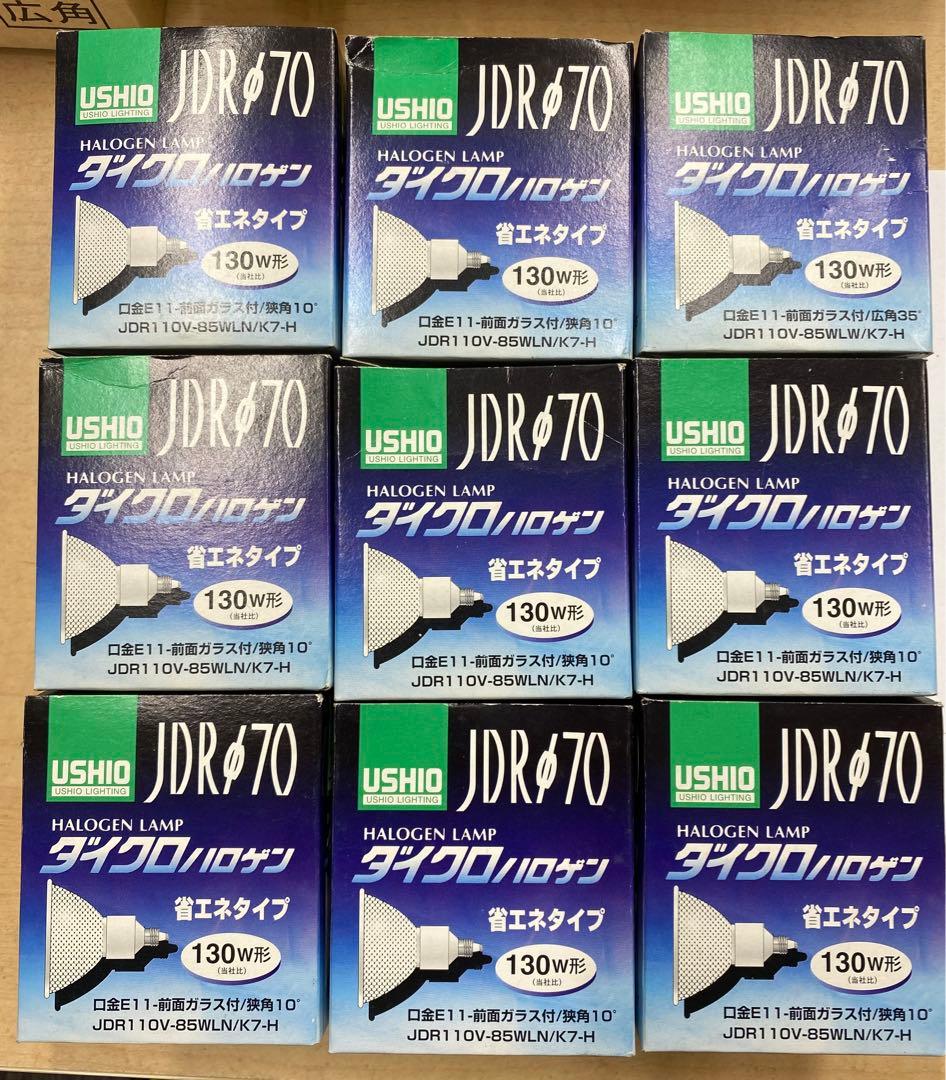 広角
USHIO
USHIO LIGHTING
JDRφ70
HALOGEN LAMP
ダイクロハロゲン
省エネタイプ
130W形
(当社比)
口金E11-前面ガラス付/狭角10°
JDR110V-85WLN/K7-H
USHIO
USHIO LIGHTING
JDRφ70
HALOGEN LAMP
ダイクロハロゲン
省エネタイプ
130W形
(当社比)
口金E11-前面ガラス付/狭角10°
JDR110V-85WLN/K7-H
USHIO
USHIO LIGHTING
JDRφ70
HALOGEN LAMP
ダイクロハロゲン
省エネタイプ
130W形
(当社比)
口金E11-前面ガラス付/広角35°
JDR110V-85WLW/K7-H
USHIO
USHIO LIGHTING
JDRφ70
HALOGEN LAMP
ダイクロハロゲン
省エネタイプ
130W形
(当社比)
口金E11-前面ガラス付/狭角10°
JDR110V-85WLN/K7-H
USHIO
USHIO LIGHTING
JDRφ70
HALOGEN LAMP
ダイクロハロゲン
省エネタイプ
130W形
(当社比)
口金E11-前面ガラス付/狭角10°
JDR110V-85WLN/K7-H
USHIO
USHIO LIGHTING
JDRφ70
HALOGEN LAMP
ダイクロハロゲン
省エネタイプ
130W形
(当社比)
口金E11-前面ガラス付/狭角10°
JDR110V-85WLN/K7-H
USHIO
USHIO LIGHTING
JDRφ70
HALOGEN LAMP
ダイクロハロゲン
省エネタイプ
130W形
(当社比)
口金E11-前面ガラス付/狭角10°
JDR110V-85WLN/K7-H
USHIO
USHIO LIGHTING
JDRφ70
HALOGEN LAMP
ダイクロハロゲン
省エネタイプ
130W形
(当社比)
口金E11-前面ガラス付/狭角10°
JDR110V-85WLN/K7-H
USHIO
USHIO LIGHTING
JDRφ70
HALOGEN LAMP
ダイクロハロゲン
省エネタイプ
130W形
(当社比)
口金E11-前面ガラス付/狭角10°
JDR110V-85WLN/K7-H